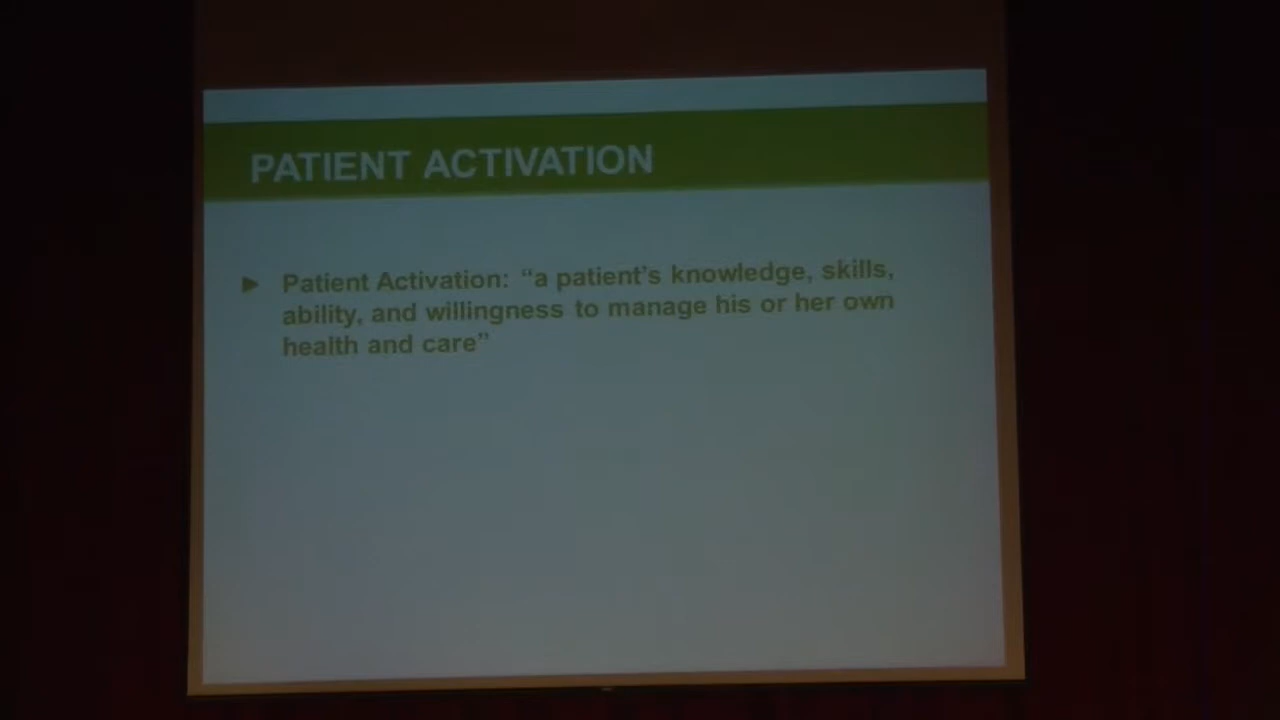 PATIENT ACTIVATION
► Patient Activation: “a patient’s knowledge, skills,
ability, and willingness to manage his or her own
health and care”